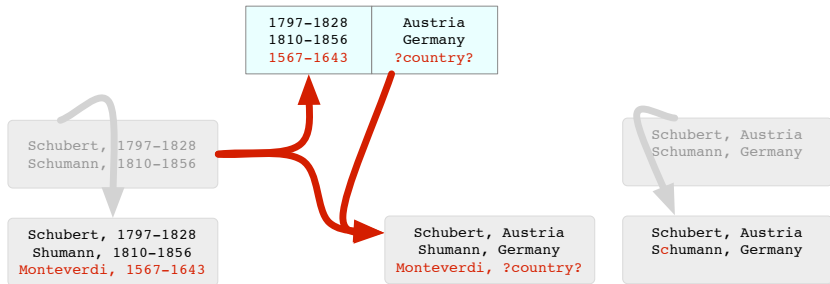 1797-1828 Austria
1810-1856 Germany
1567-1643 ?country?
Schubert, 1797-1828
Schumann, 1810-1856
Schubert, Austria
Schumann, Germany
Schubert, 1797-1828
Shumann, 1810-1856
Monteverdi, 1567-1643
Schubert, Austria
Shumann, Germany
Monteverdi, ?country?
Schubert, Austria
Schumann, Germany